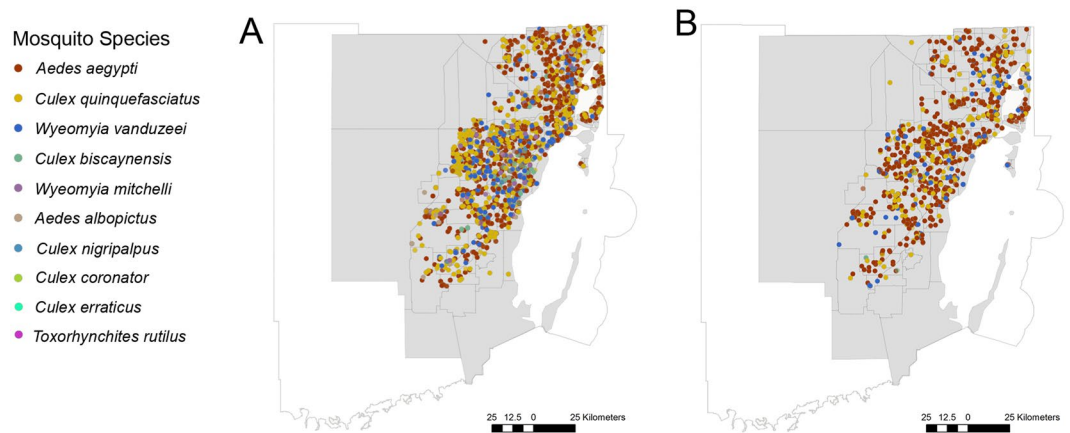 Mosquito Species
Aedes aegypti
Culex quinquefasciatus
Wyeomyia vanduzeei
Culex biscaynensis
Wyeomyia mitchelli
Aedes albopictus
Culex nigripalpus
Culex coronator
Culex erraticus
Toxorhynchites rutilus
A
25 12.5 0 25 Kilometers
B
25 12.5 0 25 Kilometers